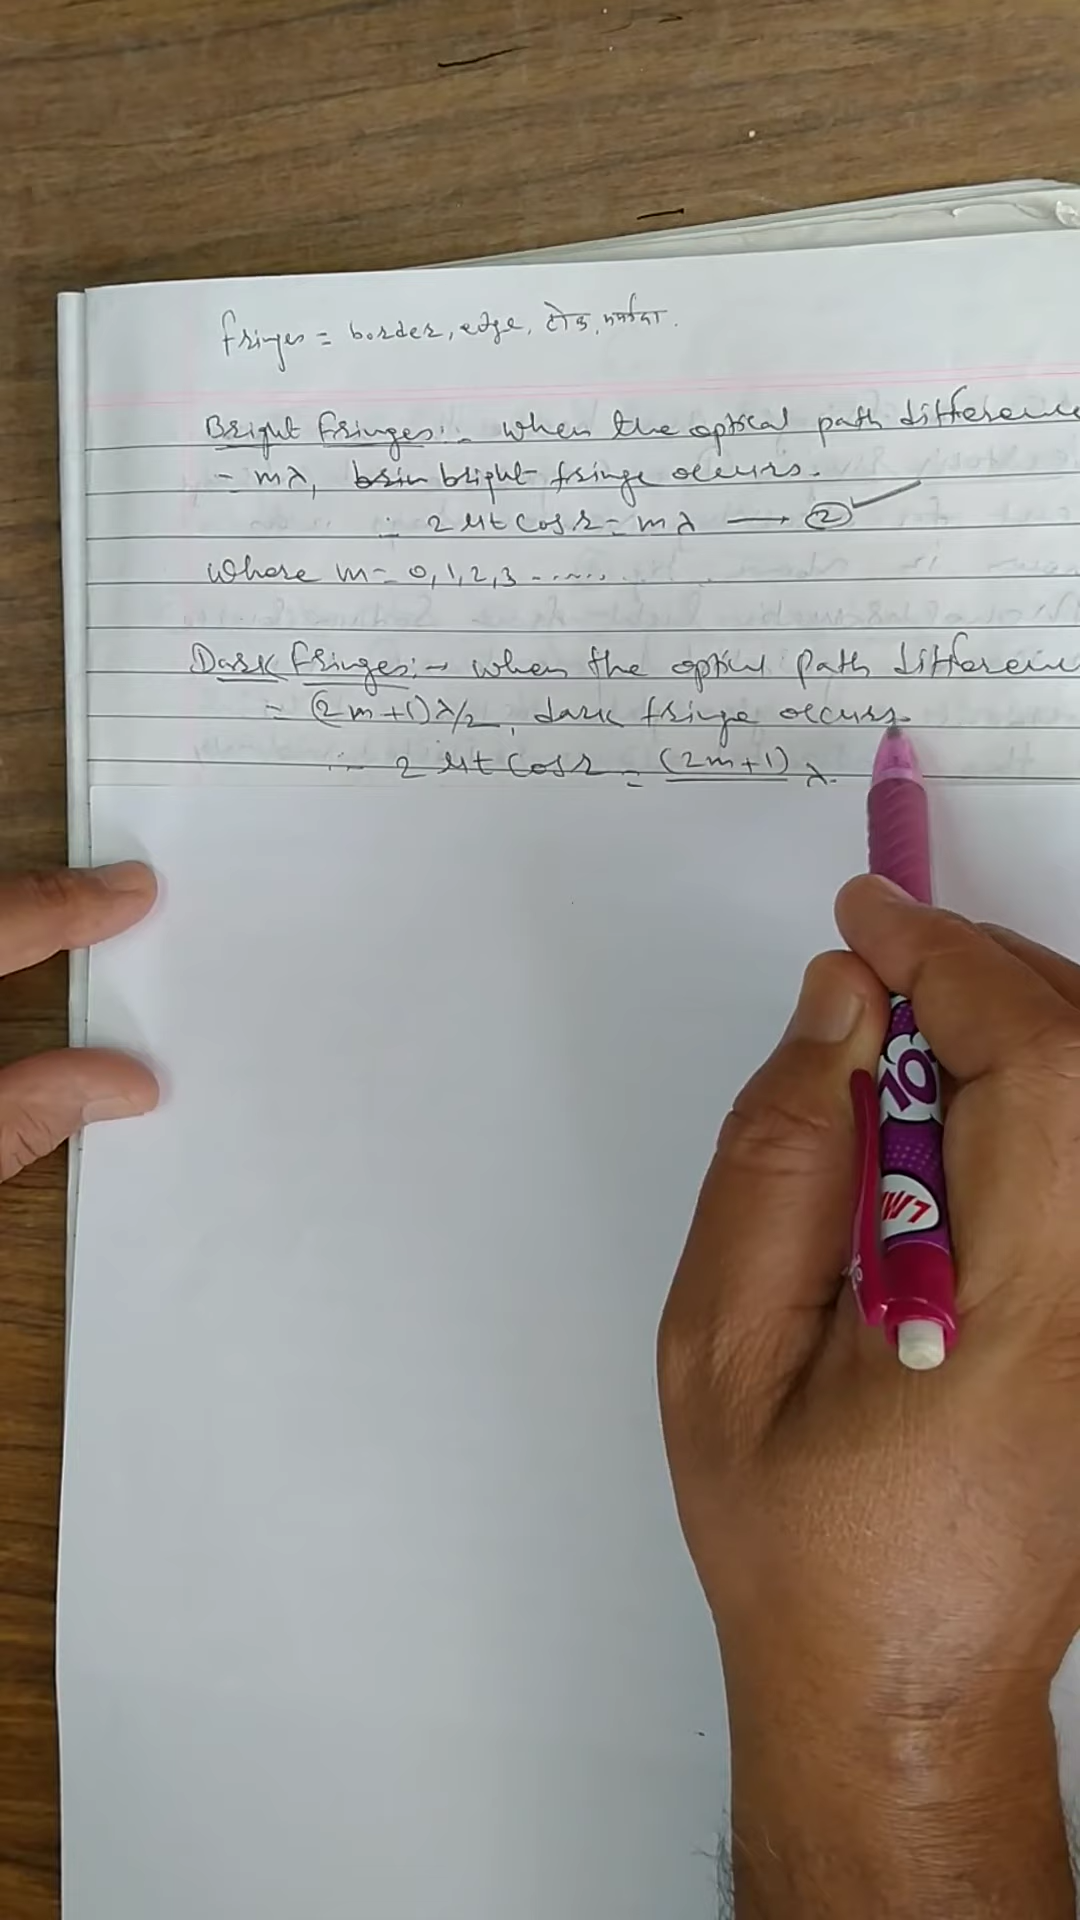 fringes = border, edge,
Bright fringes:- when the optical path difference
= mλ, brin bright fringe occurs.
∴ 2μt cos r = mλ → ②
where m = 0, 1, 2, 3 ......
Dark fringes:→ when the optical Path differenc
= (2m+1)λ/2, dark fringe occurs.
∴ 2μt cos r = (2m+1) λ